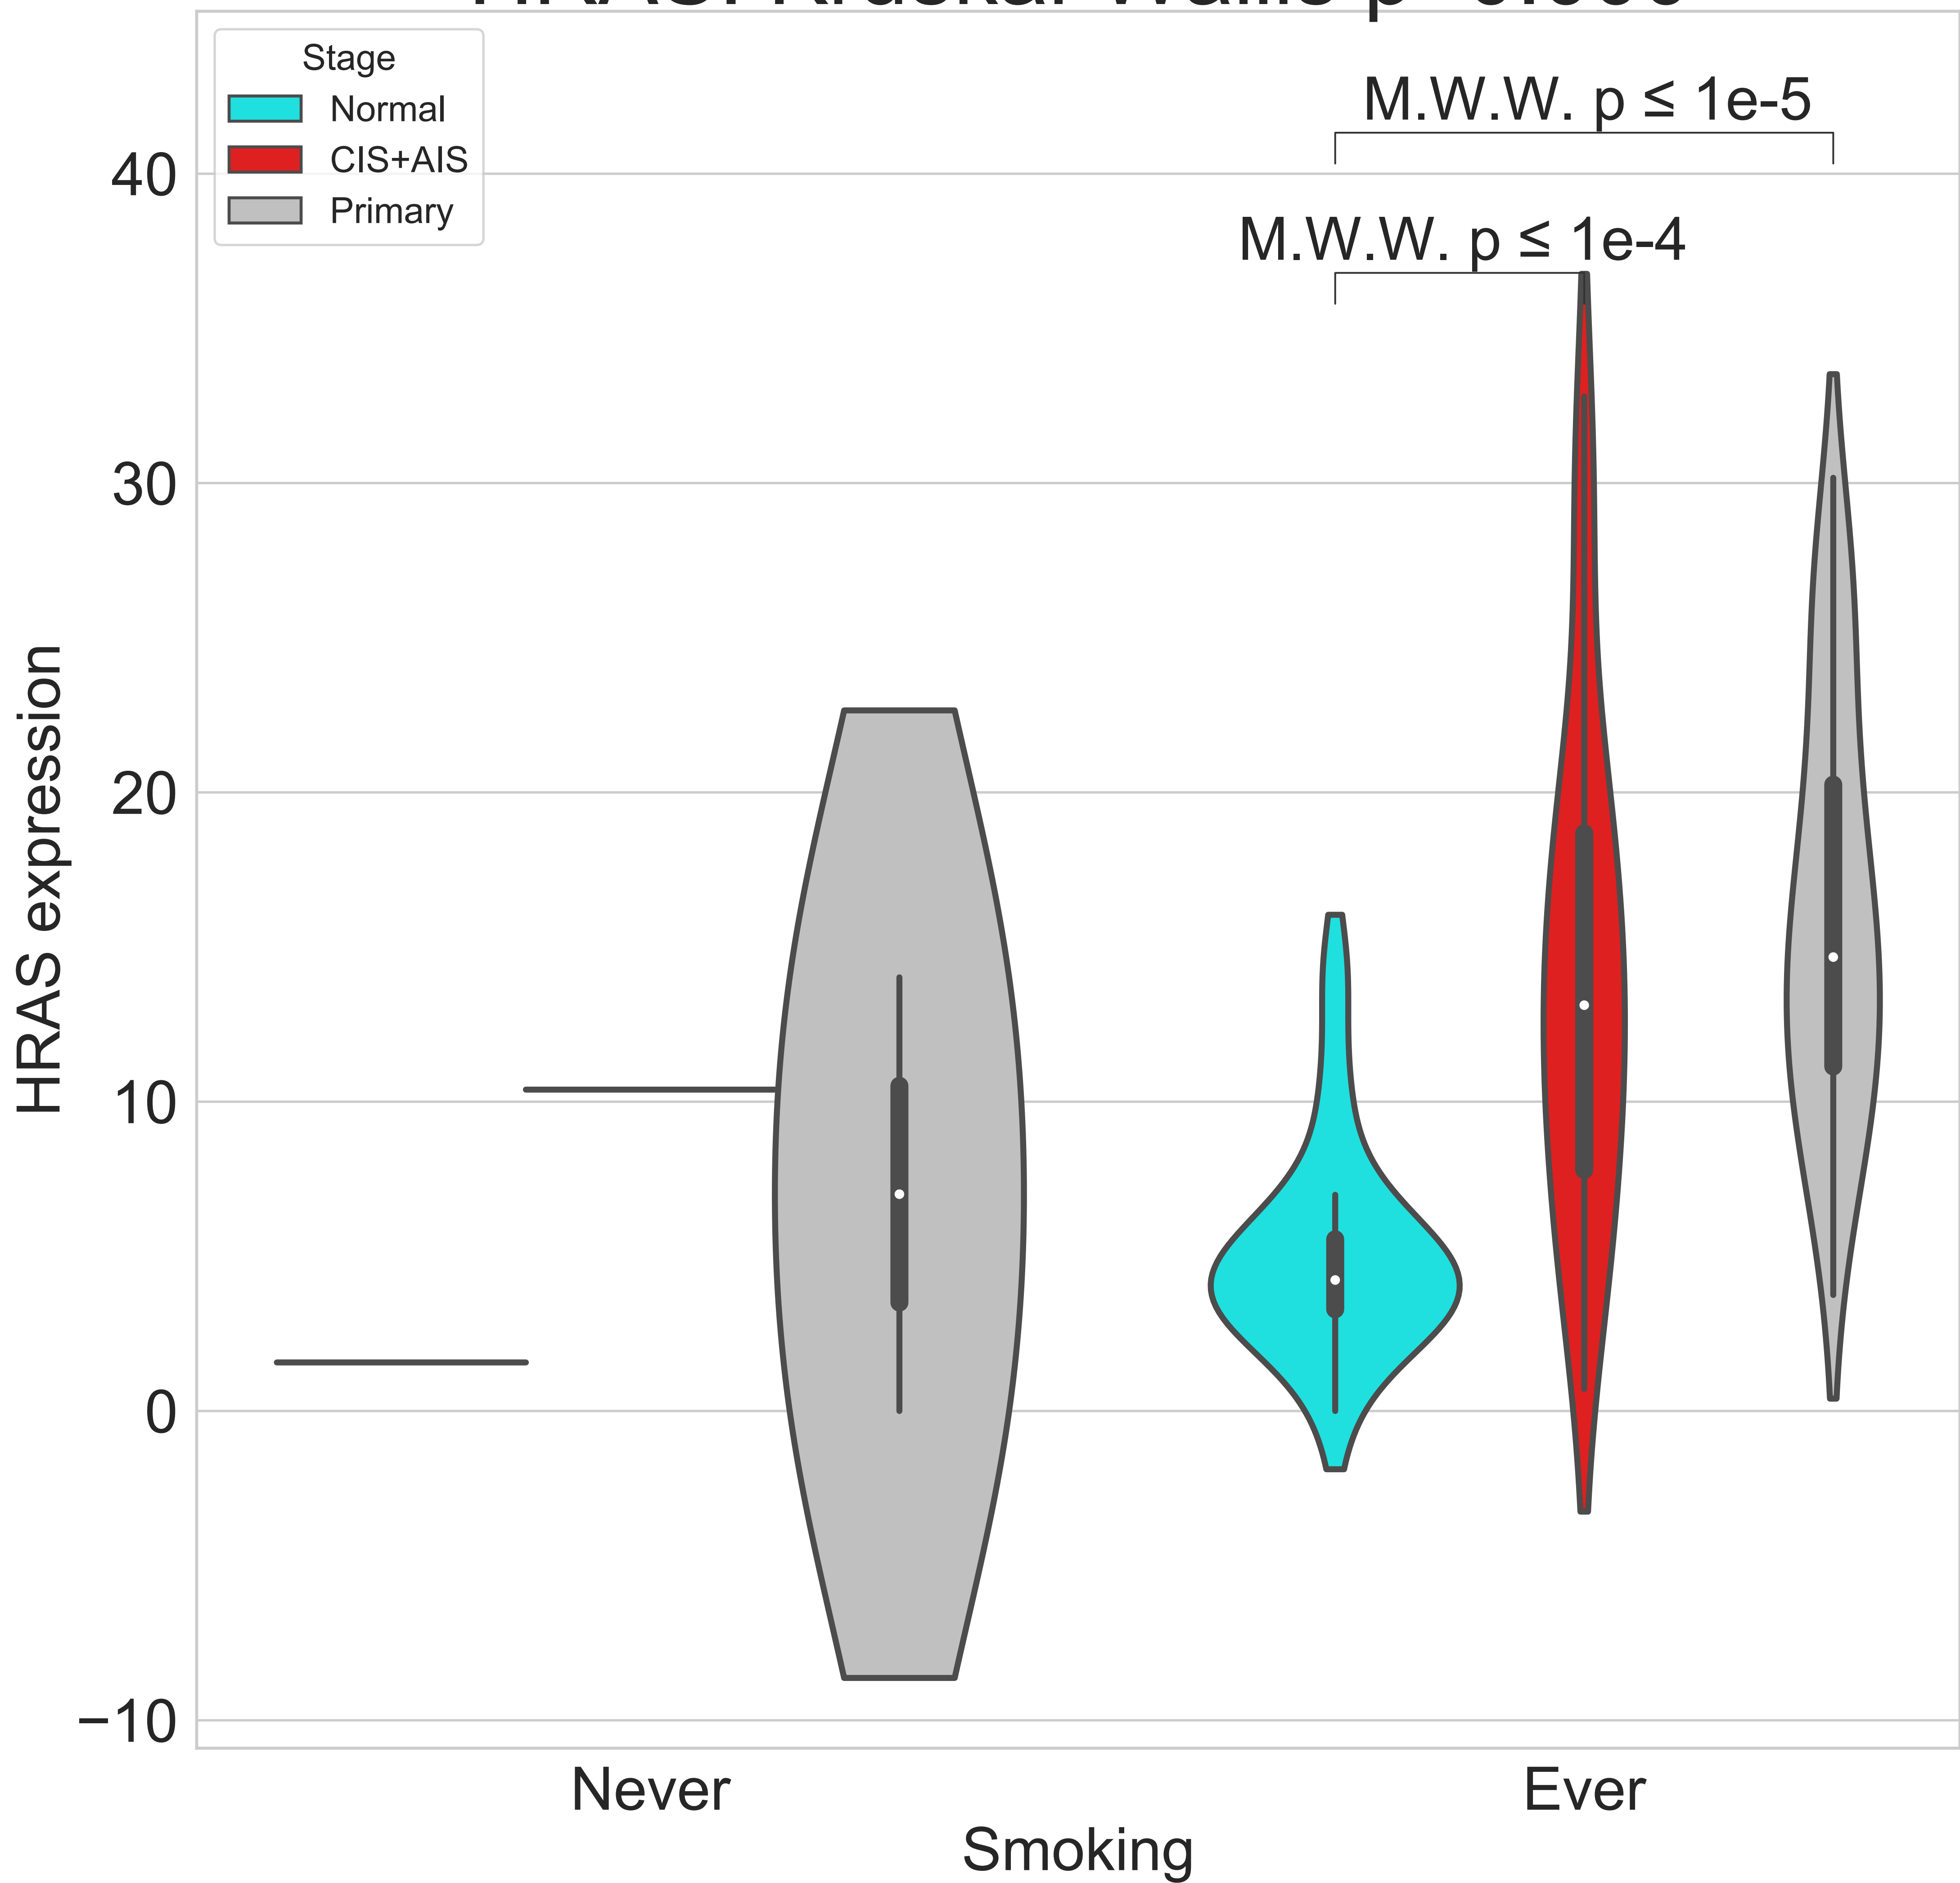 Stage
Normal
CIS+AIS
Primary
M.W.W. p ≤ 1e-5
M.W.W. p ≤ 1e-4
HRAS expression
40
30
20
10
0
−10
Never
Ever
Smoking